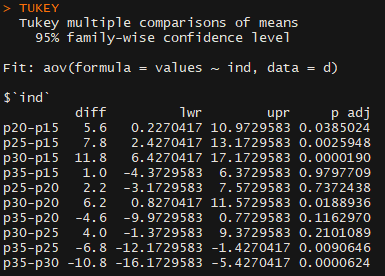 > TUKEY
Tukey multiple comparisons of means
95% family-wise confidence level
Fit: aov(formula = values ~ ind, data = d)
$`ind`
diff lwr upr p adj
p20-p15 5.6 0.2270417 10.9729583 0.0385024
p25-p15 7.8 2.4270417 13.1729583 0.0025948
p30-p15 11.8 6.4270417 17.1729583 0.0000190
p35-p15 1.0 -4.3729583 6.3729583 0.9797709
p25-p20 2.2 -3.1729583 7.5729583 0.7372438
p30-p20 6.2 0.8270417 11.5729583 0.0188936
p35-p20 -4.6 -9.9729583 0.7729583 0.1162970
p30-p25 4.0 -1.3729583 9.3729583 0.2101089
p35-p25 -6.8 -12.1729583 -1.4270417 0.0090646
p35-p30 -10.8 -16.1729583 -5.4270417 0.0000624